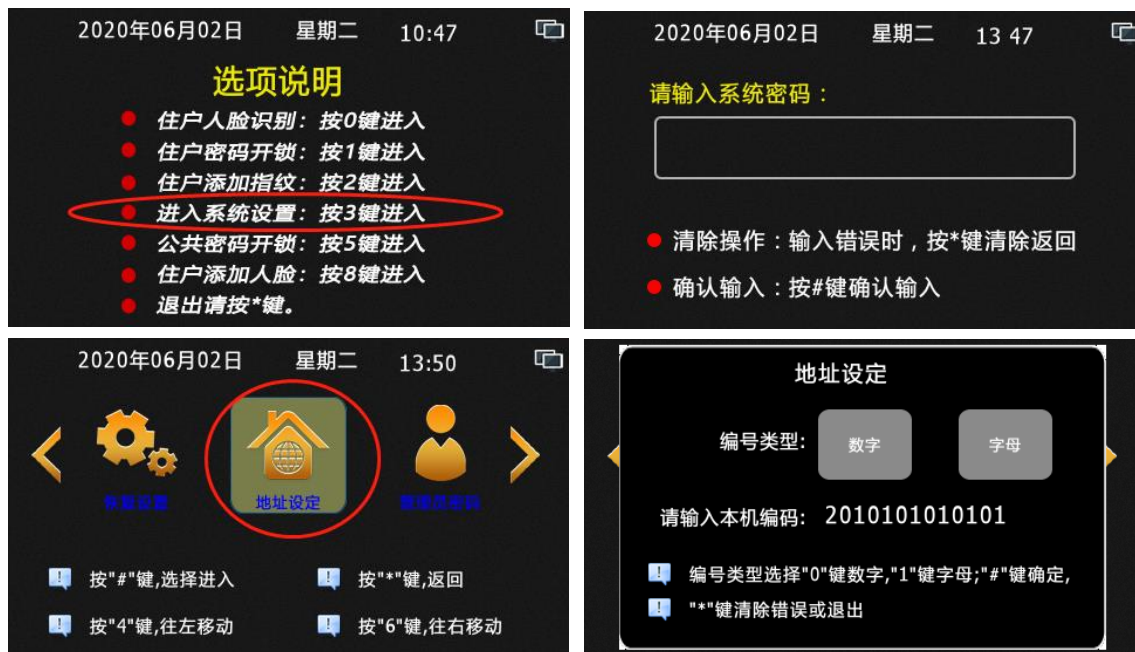 2020年06月02日 星期二 10:47
选项说明
住户人脸识别：按0键进入
住户密码开锁：按1键进入
住户添加指纹：按2键进入
进入系统设置：按3键进入
公共密码开锁：按5键进入
住户添加人脸：按8键进入
退出请按*键。
2020年06月02日 星期二 13 47
请输入系统密码：
清除操作：输入错误时，按*键清除返回
确认输入：按#键确认输入
2020年06月02日 星期二 13:50
地址设定
按"#"键,选择进入 按"*"键,返回
按"4"键,往左移动 按"6"键,往右移动
地址设定
编号类型: 数字 字母
请输入本机编码: 2010101010101
编号类型选择"0"键数字,"1"键字母;"#"键确定,
"*"键清除错误或退出